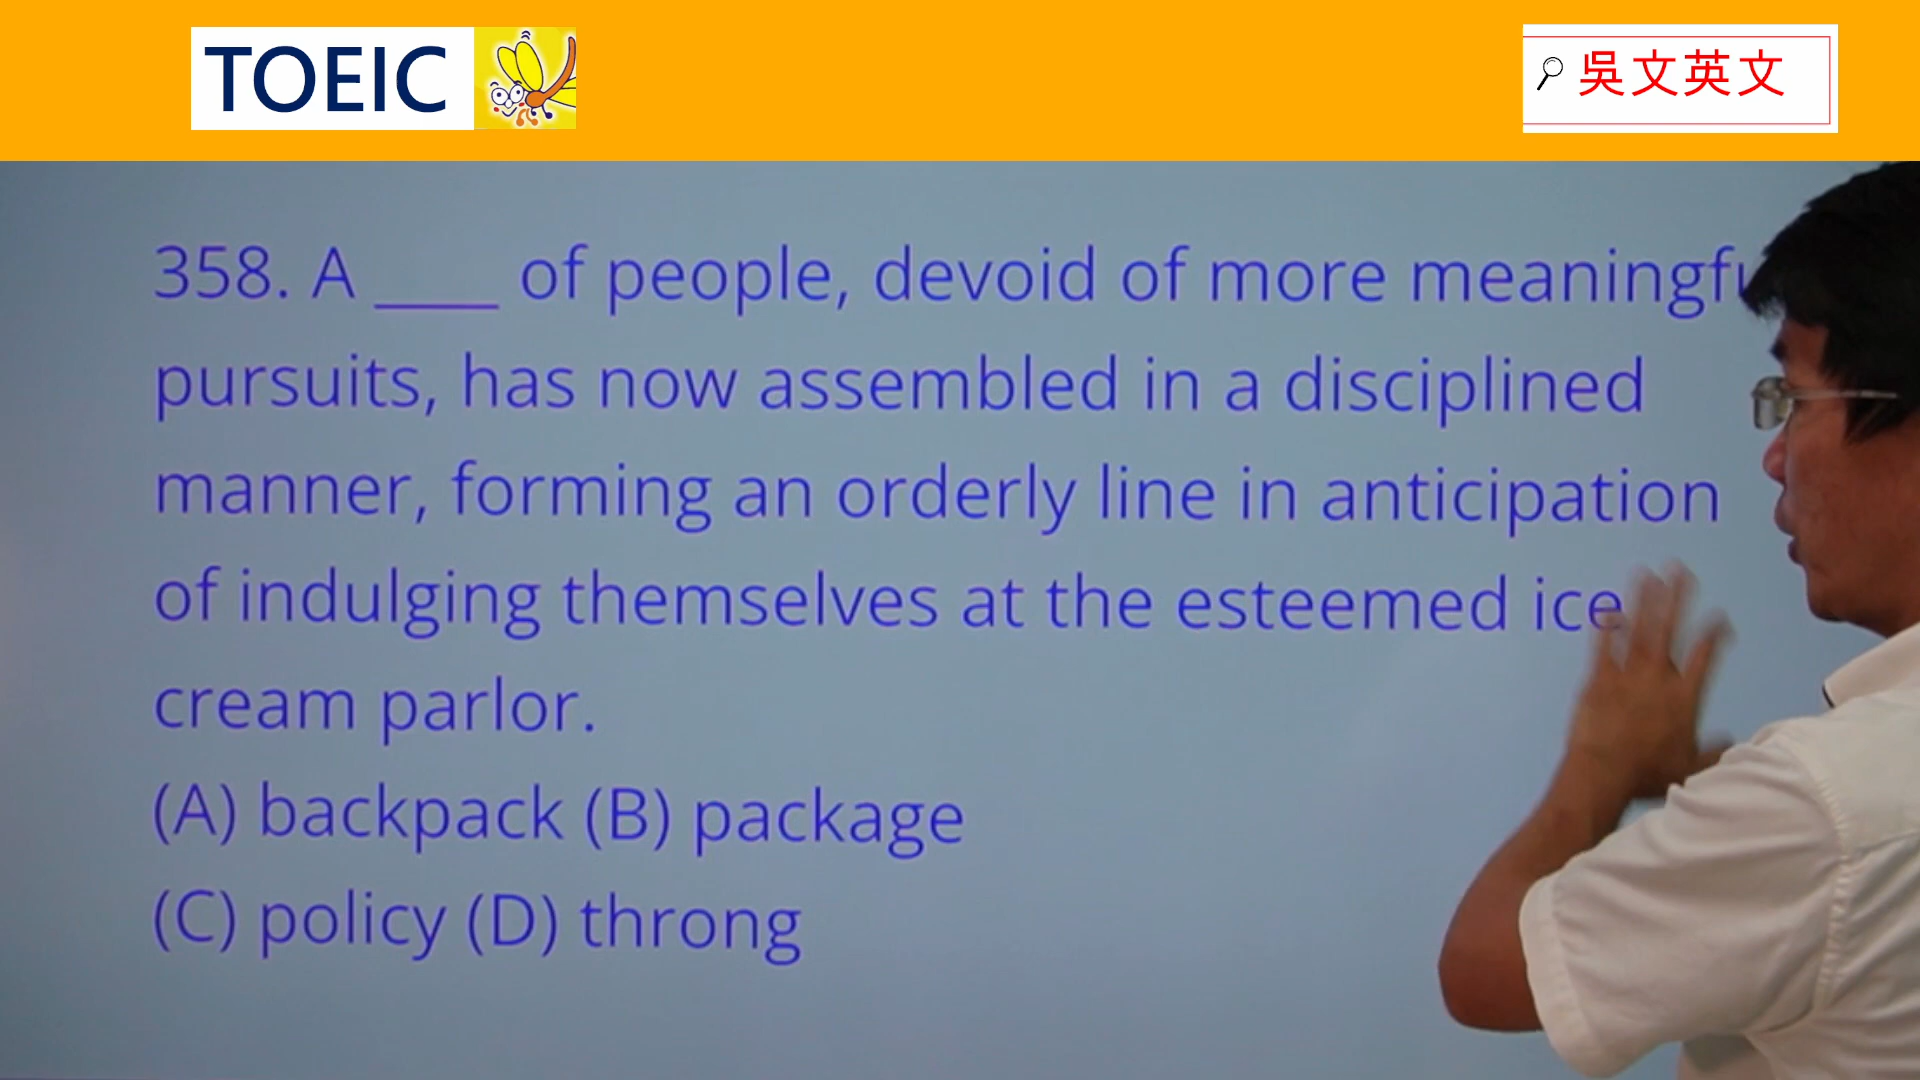 TOEIC
吳文英文
358. A ____ of people, devoid of more
pursuits, has now assembled in a disciplined
manner, forming an orderly line in anticipation
of indulging themselves at the esteemed ice
cream parlor.
(A) backpack (B) package
(C) policy (D) throng